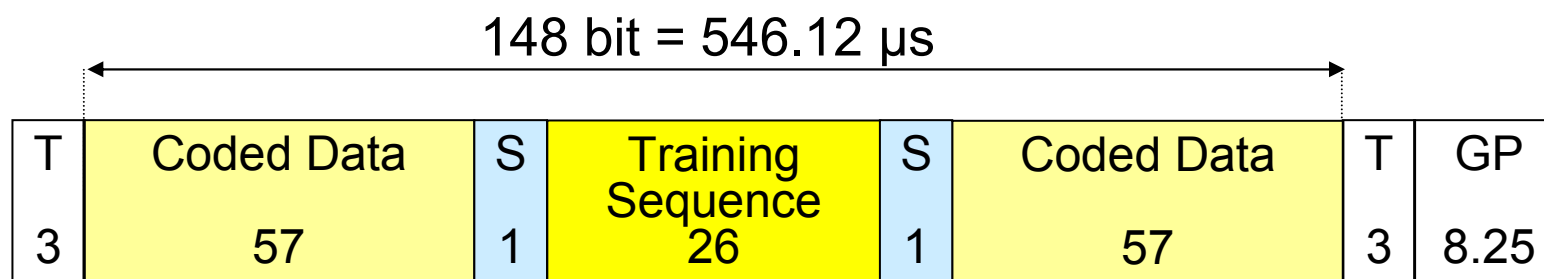 148 bit = 546.12 µs
T
3
Coded Data
57
S
1
Training
Sequence
26
S
1
Coded Data
57
T
3
GP
8.25